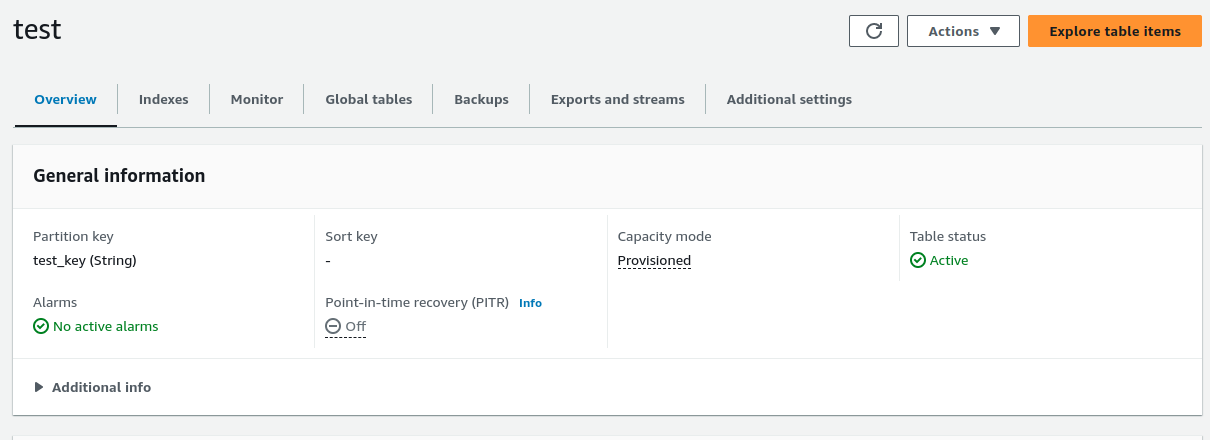 test
Actions
Explore table items
Overview Indexes Monitor Global tables Backups Exports and streams Additional settings
General information
Partition key Sort key Capacity mode Table status
test_key (String) - Provisioned Active
Alarms Point-in-time recovery (PITR) Info
No active alarms Off
Additional info